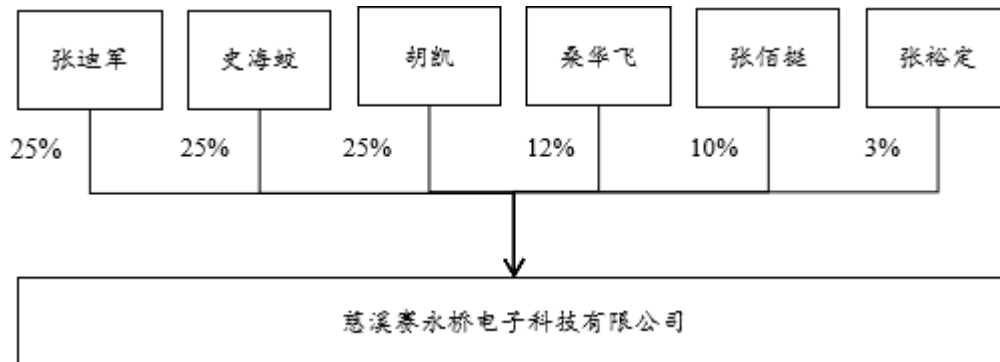 张迪军 史海蛟 胡凯 桑华飞 张佰挺 张裕定
25% 25% 25% 12% 10% 3%
慈溪赛永桥电子科技有限公司